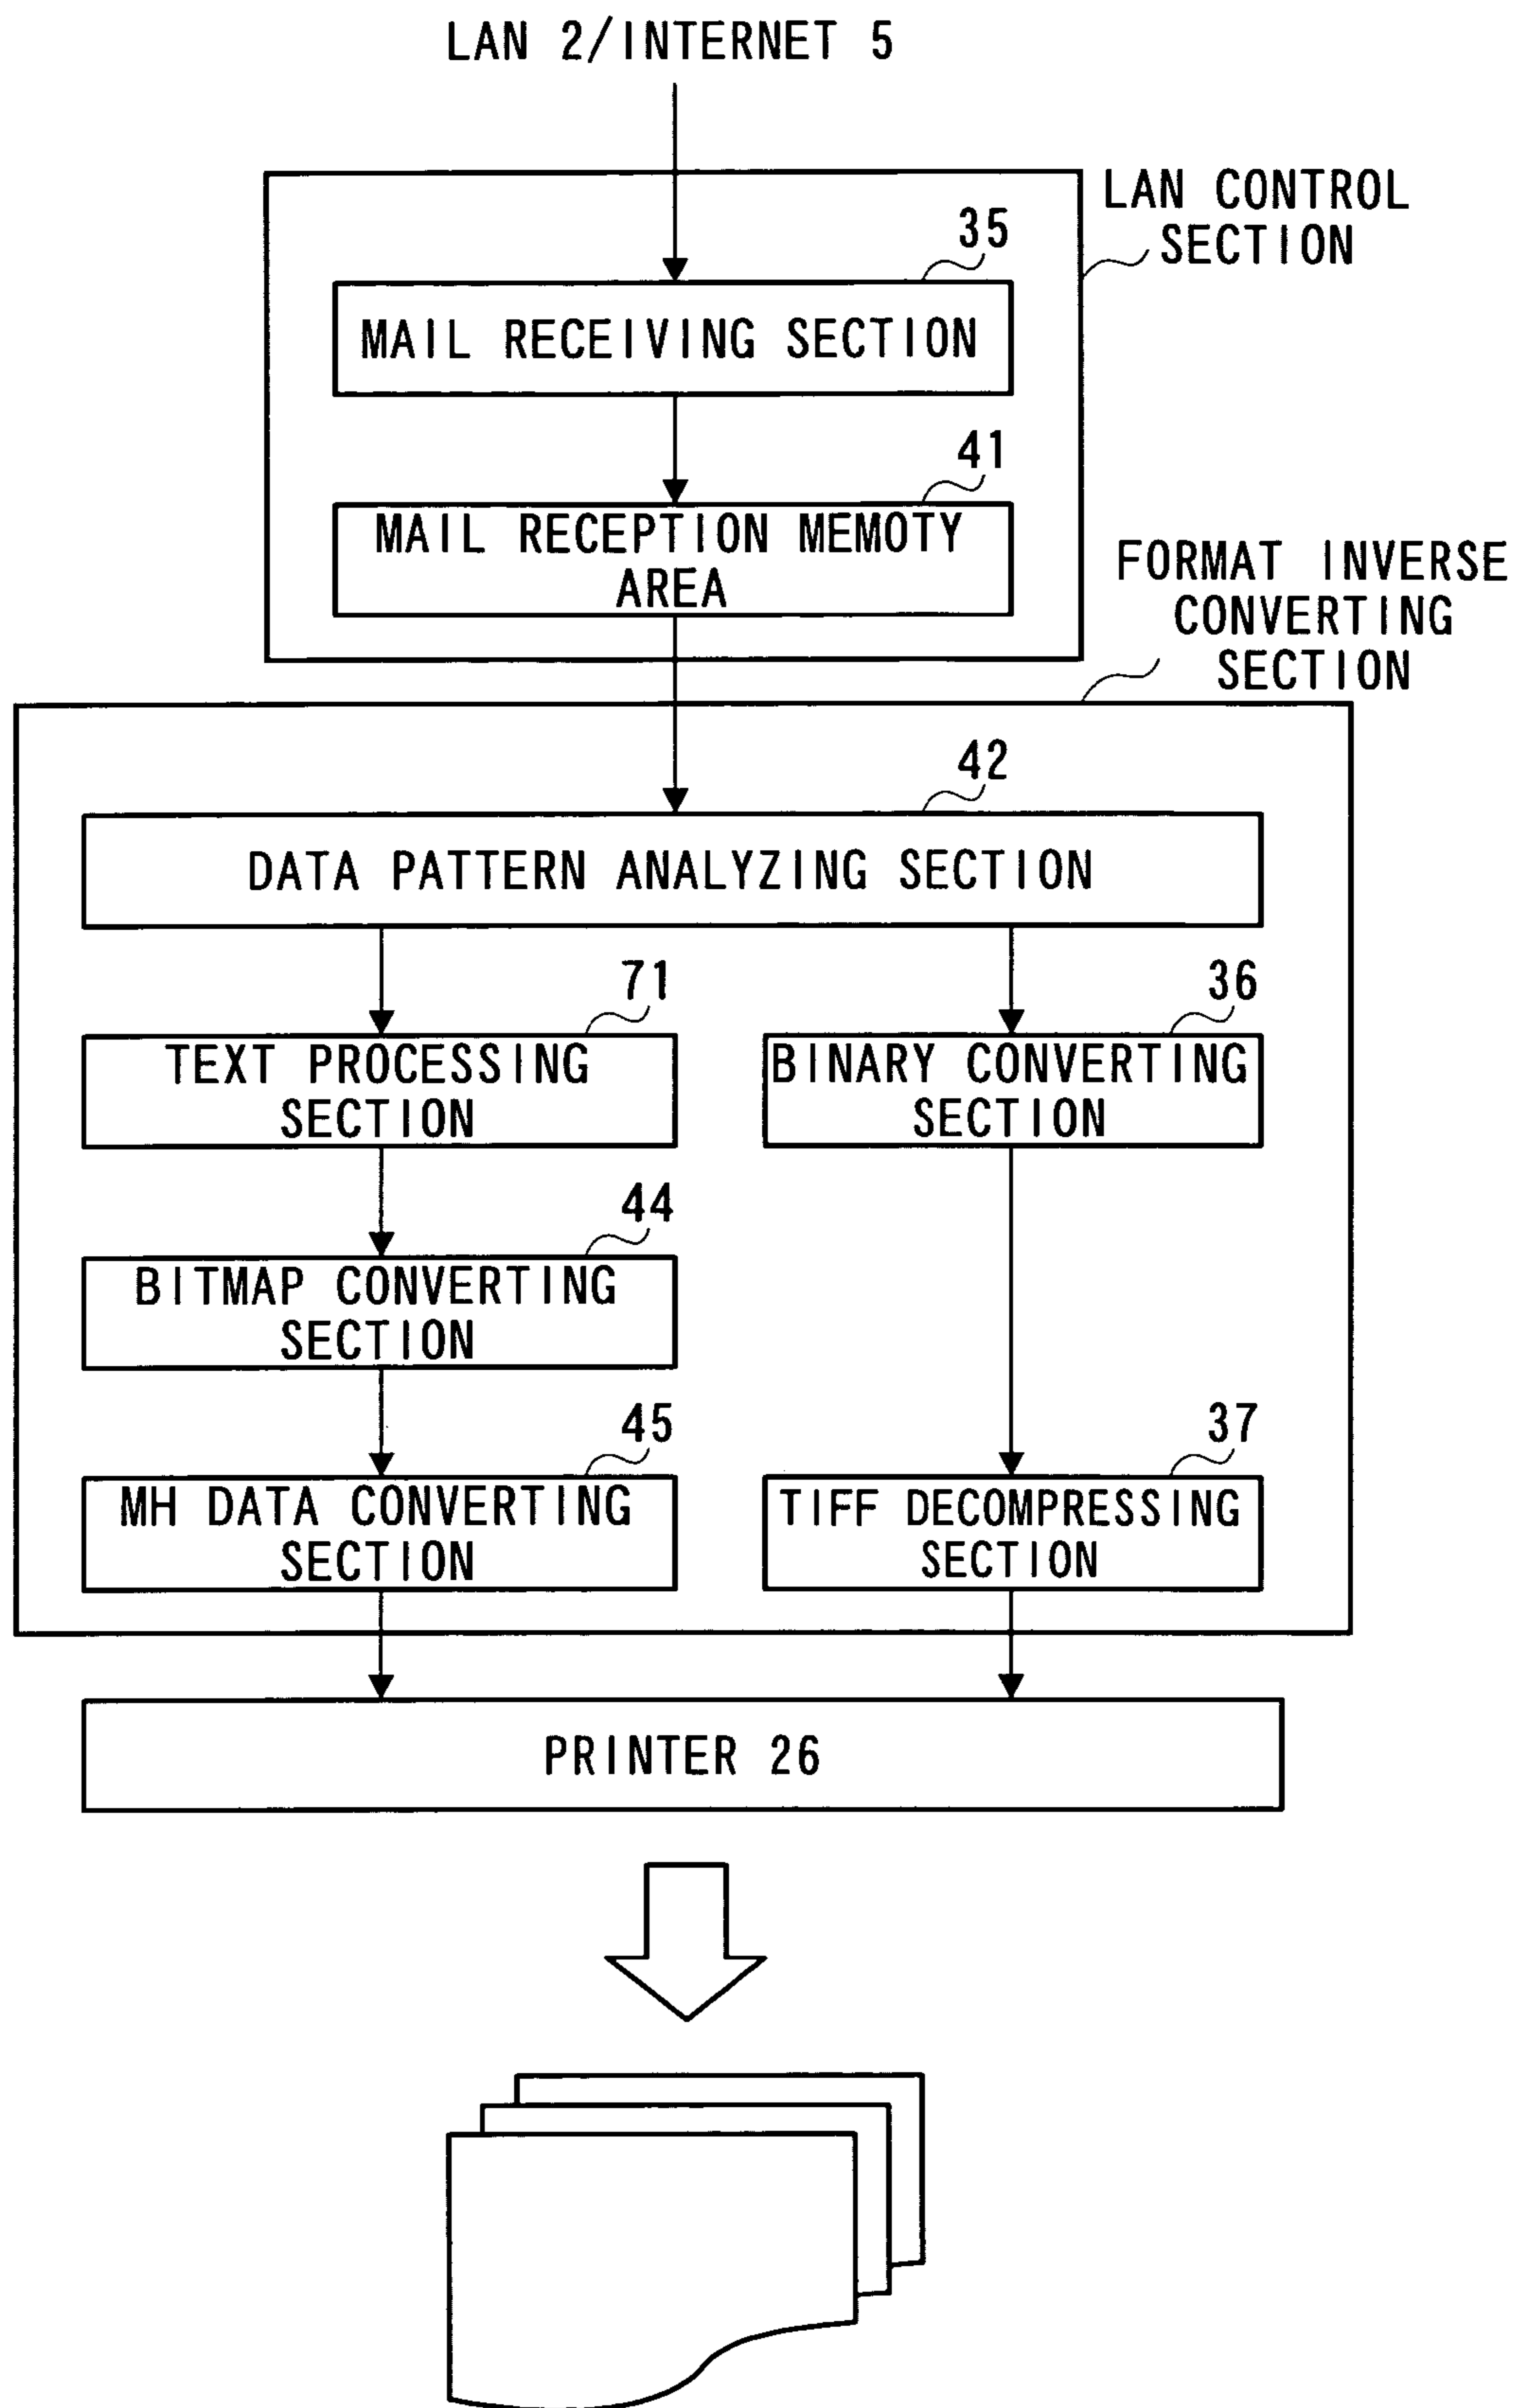 LAN 2/INTERNET 5
LAN CONTROL
SECTION
35
MAIL RECEIVING SECTION
41
MAIL RECEPTION MEMOTY
AREA
FORMAT INVERSE
CONVERTING
SECTION
42
DATA PATTERN ANALYZING SECTION
71
TEXT PROCESSING
SECTION
36
BINARY CONVERTING
SECTION
44
BITMAP CONVERTING
SECTION
45
MH DATA CONVERTING
SECTION
37
TIFF DECOMPRESSING
SECTION
PRINTER 26